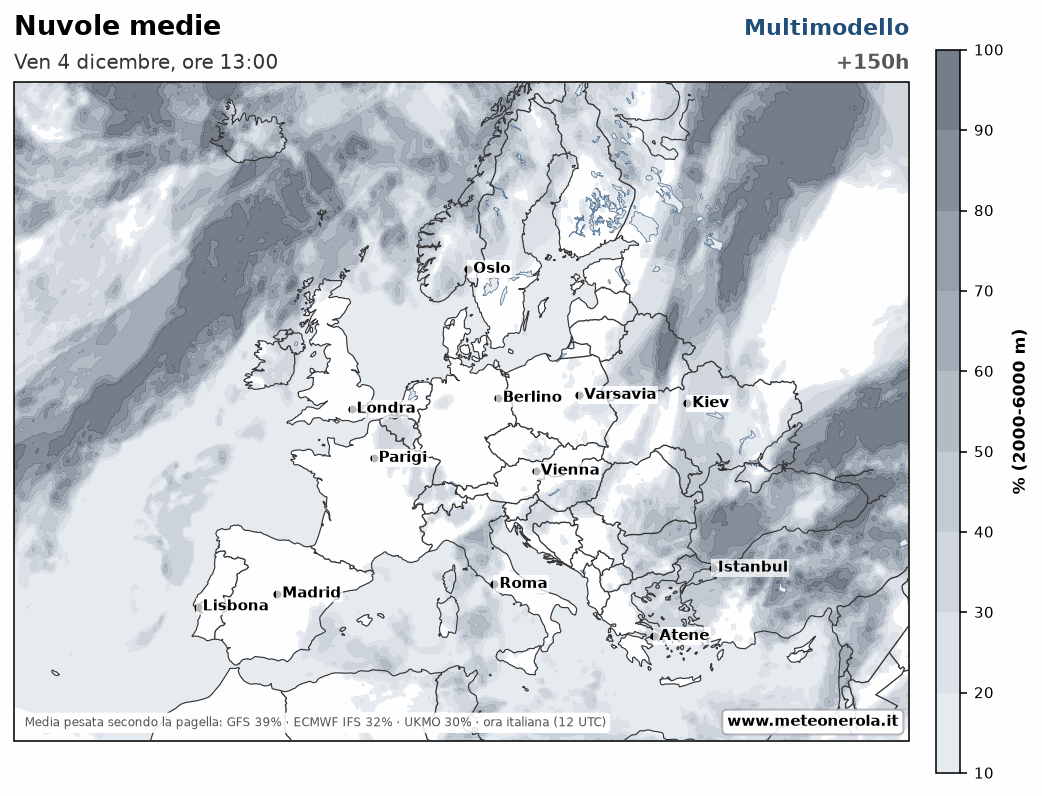 Nuvole medie
Multimodello
Ven 4 dicembre, ore 13:00
+150h
100
90
80
70
60
50
40
30
20
10
% (2000-6000 m)
Oslo
Berlino
Varsavia
Kiev
Londra
Parigi
Vienna
Istanbul
Roma
Madrid
Lisbona
Atene
Media pesata secondo la pagella: GFS 39% · ECMWF IFS 32% · UKMO 30% · ora italiana (12 UTC)
www.meteonerola.it